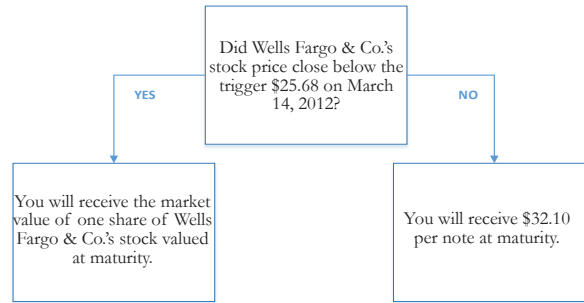 Did Wells Fargo & Co.'s
stock price close below the
trigger $25.68 on March
14, 2012?
YES
NO
You will receive the market
value of one share of Wells
Fargo & Co.'s stock valued
at maturity.
You will receive $32.10
per note at maturity.